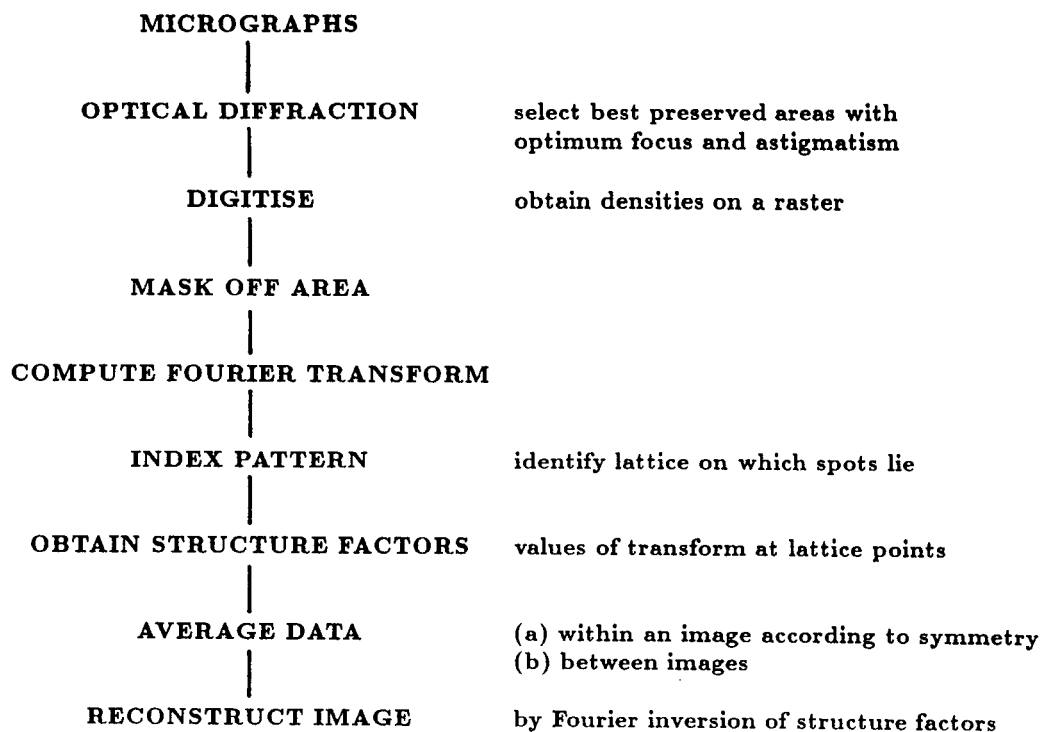 MICROGRAPHS
OPTICAL DIFFRACTION select best preserved areas with
optimum focus and astigmatism
DIGITISE obtain densities on a raster
MASK OFF AREA
COMPUTE FOURIER TRANSFORM
INDEX PATTERN identify lattice on which spots lie
OBTAIN STRUCTURE FACTORS values of transform at lattice points
AVERAGE DATA (a) within an image according to symmetry
(b) between images
RECONSTRUCT IMAGE by Fourier inversion of structure factors